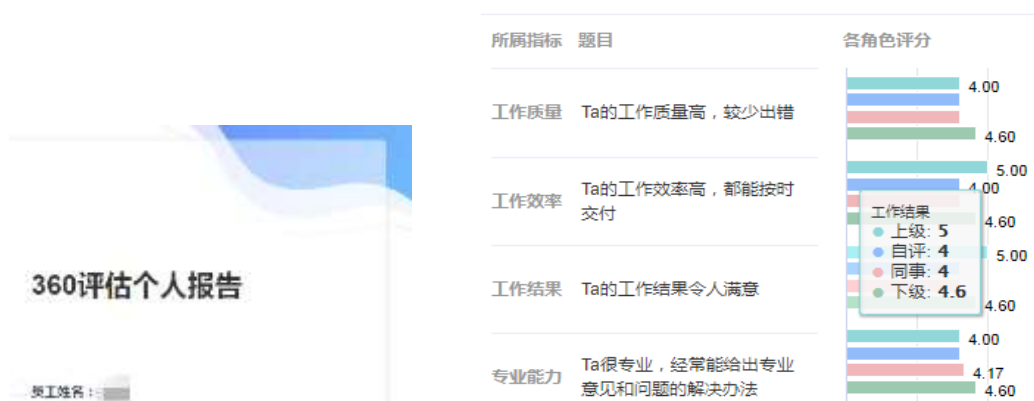 360评估个人报告
员工姓名：
所属指标 题目 各角色评分
工作质量 Ta的工作质量高，较少出错
4.00
4.60
工作效率 Ta的工作效率高，都能按时
交付
5.00
4.00
4.60
工作结果
上级: 5
自评: 4
同事: 4
下级: 4.6
工作结果 Ta的工作结果令人满意
5.00
4.60
专业能力 Ta很专业，经常能给出专业
意见和问题的解决办法
4.00
4.17
4.60